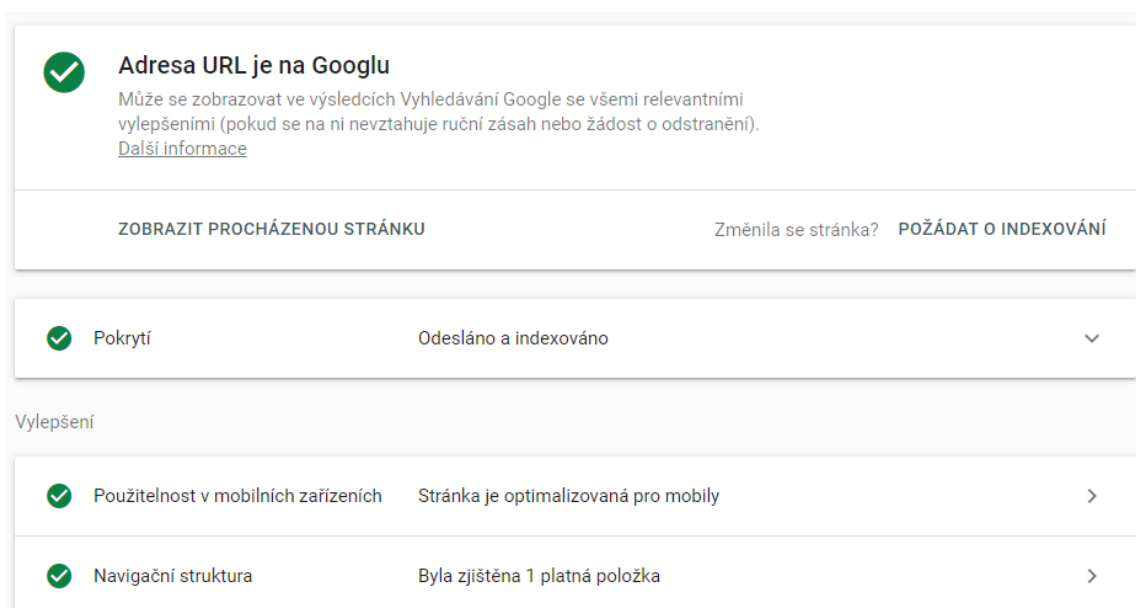 Adresa URL je na Googlu
Může se zobrazovat ve výsledcích Vyhledávání Google se všemi relevantními
vylepšeními (pokud se na ni nevztahuje ruční zásah nebo žádost o odstranění).
Další informace
ZOBRAZIT PROCHÁZENOU STRÁNKU
Změnila se stránka? POŽÁDAT O INDEXOVÁNÍ
Pokrytí Odesláno a indexováno
Vylepšení
Použitelnost v mobilních zařízeních Stránka je optimalizovaná pro mobily
Navigační struktura Byla zjištěna 1 platná položka